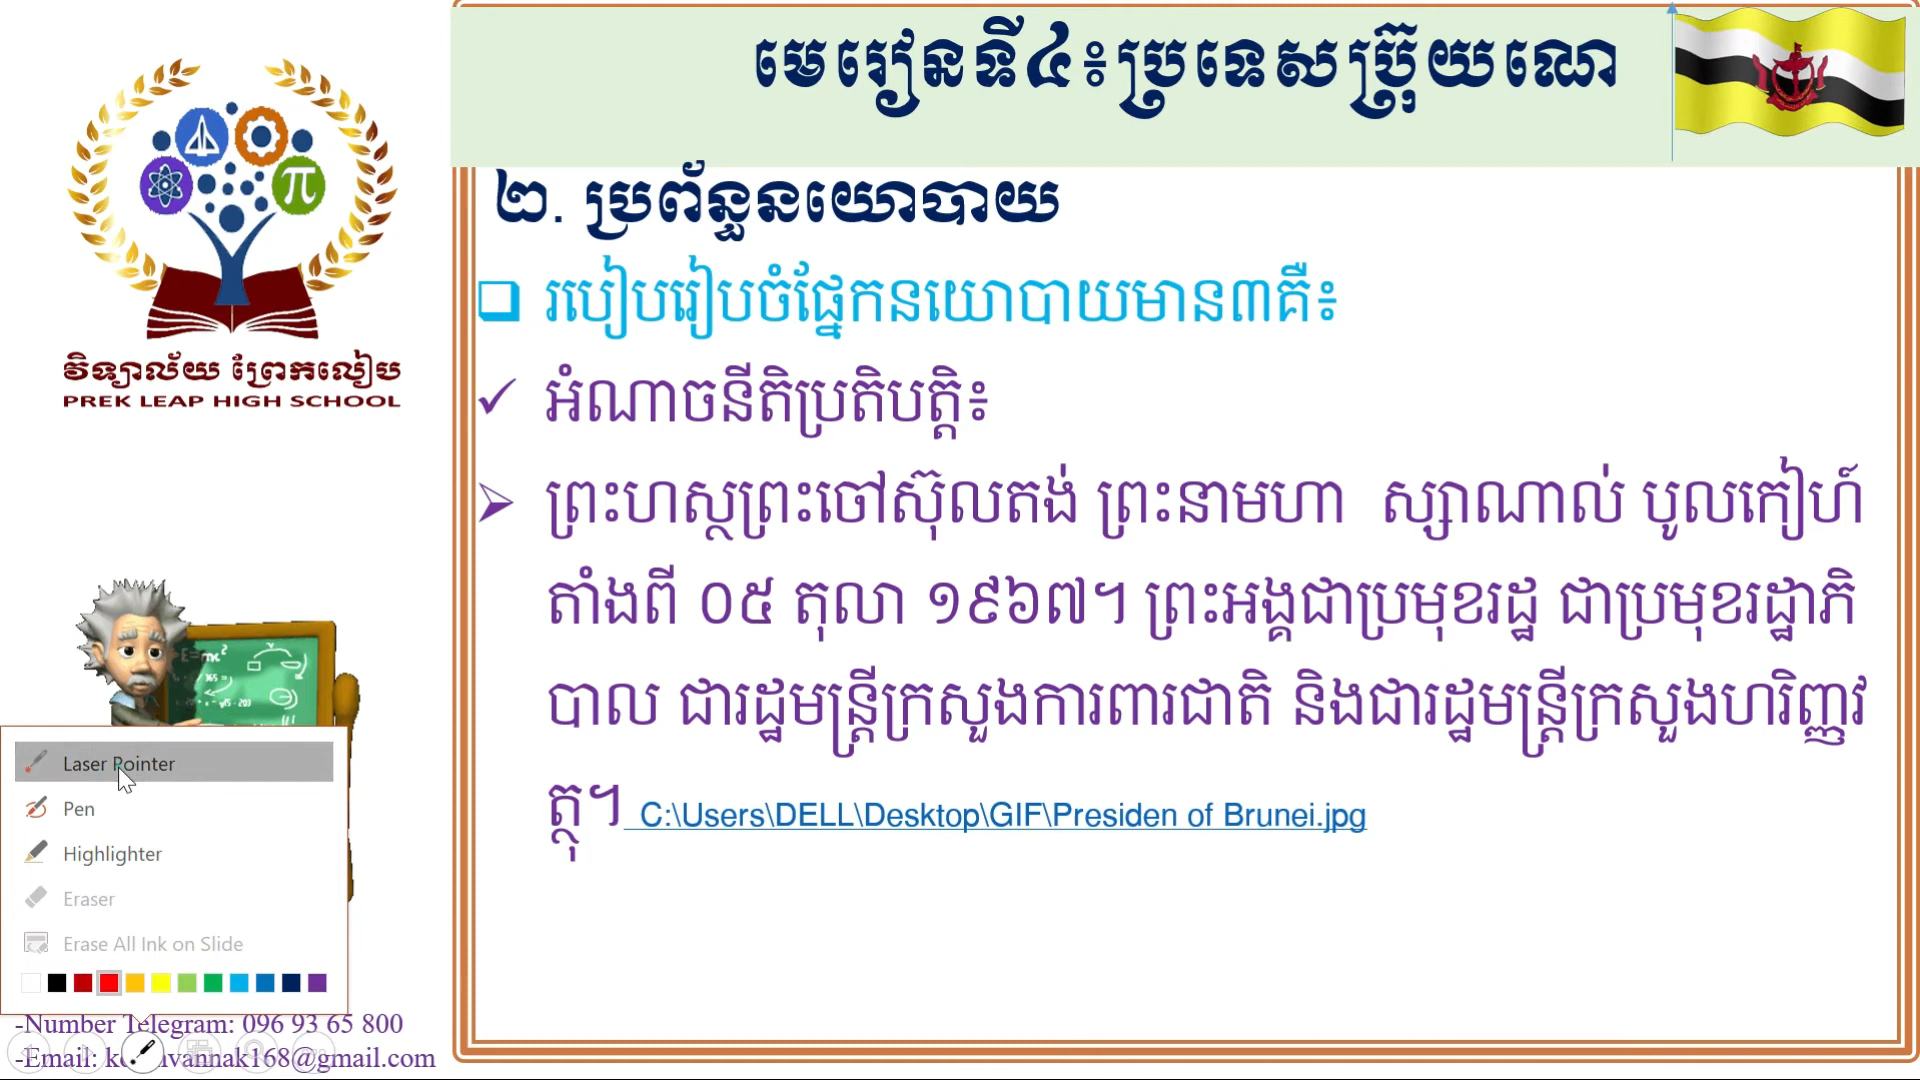 មេរៀនទី៤៖ប្រទេសប្រ៊ុយណេ
វិទ្យាល័យ ព្រែកលៀប
PREK LEAP HIGH SCHOOL
២. ប្រព័ន្ធនយោបាយ
របៀបរៀបចំផ្នែកនយោបាយមាន៣គឺ៖
អំណាចនីតិប្រតិបត្តិ៖
ព្រះហស្ថព្រះចៅស៊ុលតង់ ព្រះនាមហា ស្សាណាល់ បូលកៀហ៍
តាំងពី ០៥ តុលា ១៩៦៧។ ព្រះអង្គជាប្រមុខរដ្ឋ ជាប្រមុខរដ្ឋាភិ
បាល ជារដ្ឋមន្ត្រីក្រសួងការពារជាតិ និងជារដ្ឋមន្ត្រីក្រសួងហរិញ្ញវ
ត្ថុ។ C:\Users\DELL\Desktop\GIF\Presiden of Brunei.jpg
Laser Pointer
Pen
Highlighter
Eraser
Erase All Ink on Slide
-Number Telegram: 096 93 65 800
-Email: